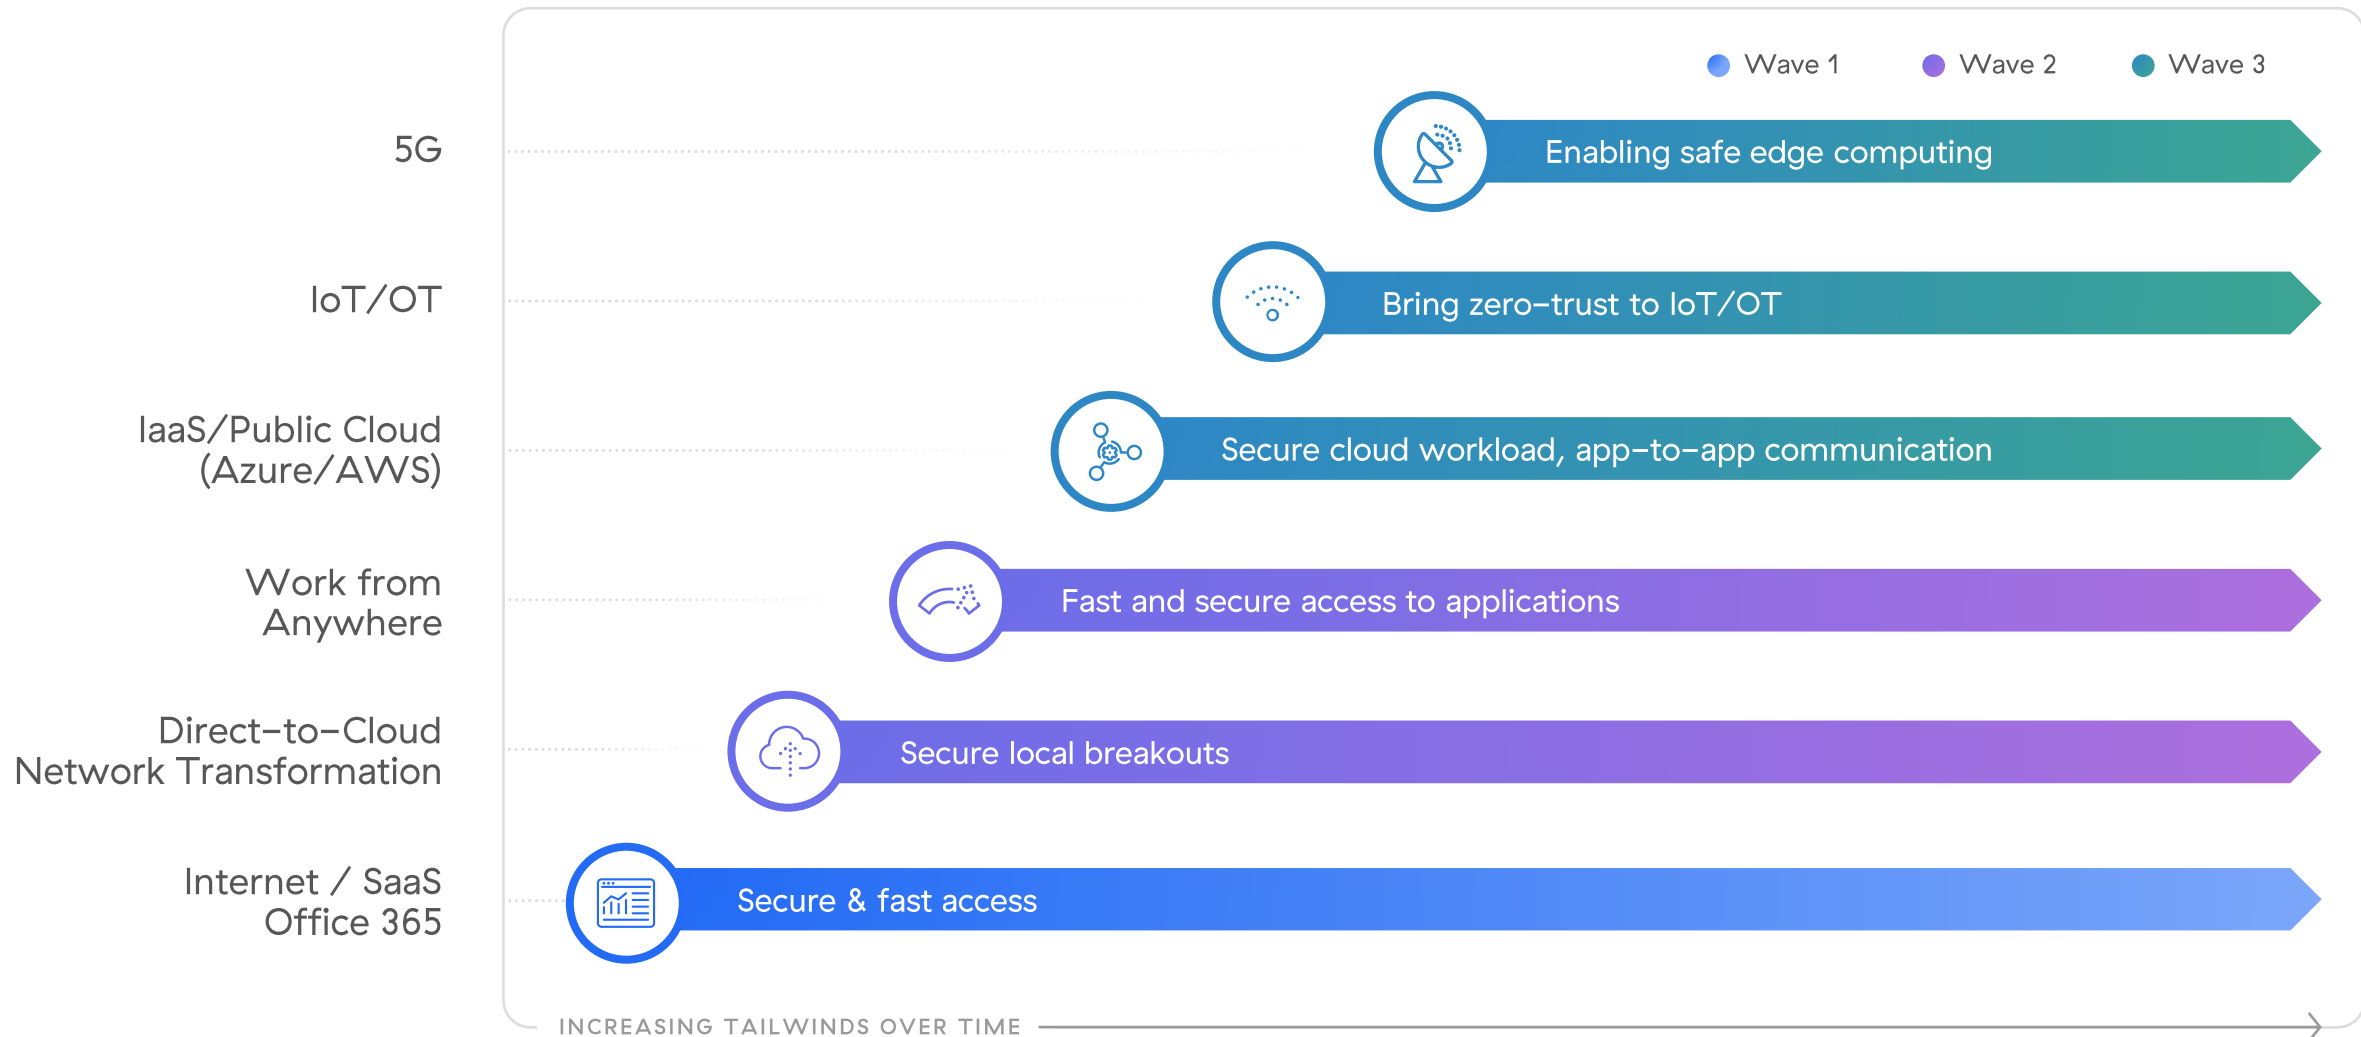 Wave 1
Wave 2
Wave 3
5G
Enabling safe edge computing
IoT/OT
Bring zero-trust to IoT/OT
IaaS/Public Cloud
(Azure/AWS)
Secure cloud workload, app-to-app communication
Work from
Anywhere
Fast and secure access to applications
Direct-to-Cloud
Network Transformation
Secure local breakouts
Internet / SaaS
Office 365
Secure & fast access
INCREASING TAILWINDS OVER TIME